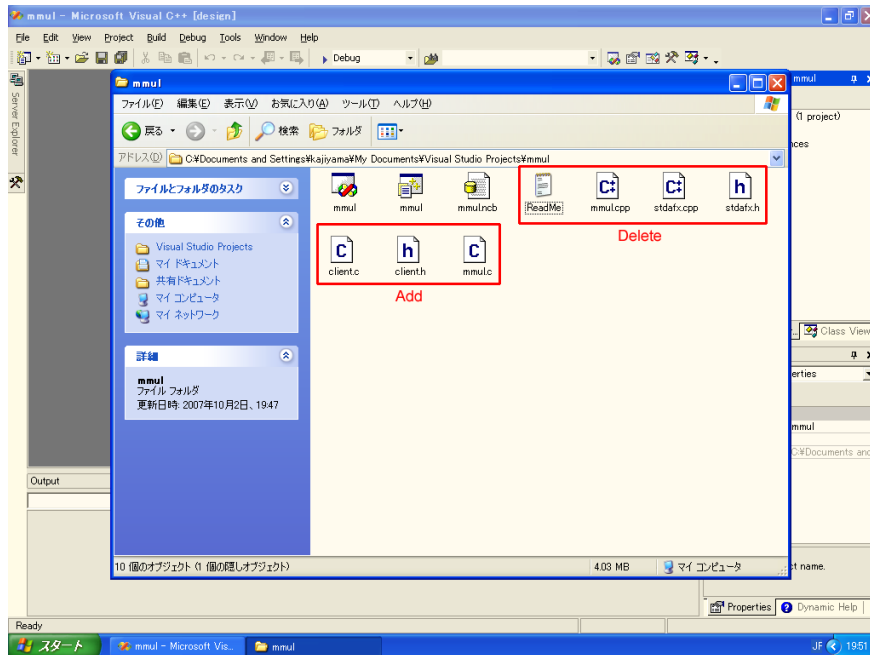 mmul - Microsoft Visual C++ [design]
File Edit View Project Build Debug Tools Window Help
Debug
Server Explorer
mmul
ファイル(F) 編集(E) 表示(V) お気に入り(A) ツール(T) ヘルプ(H)
戻る 検索 フォルダ
アドレス(D) C:¥Documents and Settings¥kajiyama¥My Documents¥Visual Studio Projects¥mmul
ファイルとフォルダのタスク
その他
Visual Studio Projects
マイ ドキュメント
共有ドキュメント
マイ コンピュータ
マイ ネットワーク
詳細
mmul
ファイル フォルダ
更新日時: 2007年10月2日、19:47
mmul mmul mmul.ncb ReadMe mmul.cpp stdafx.cpp stdafx.h
Delete
client.c client.h mmul.c
Add
10 個のオブジェクト (1 個の隠しオブジェクト) 4.03 MB マイ コンピュータ
mmul
(1 project)
nces
Class View
erties
mmul
C:¥Documents and
ct name.
Properties Dynamic Help
Output
Ready
スタート mmul - Microsoft Vis... mmul JF 19:51